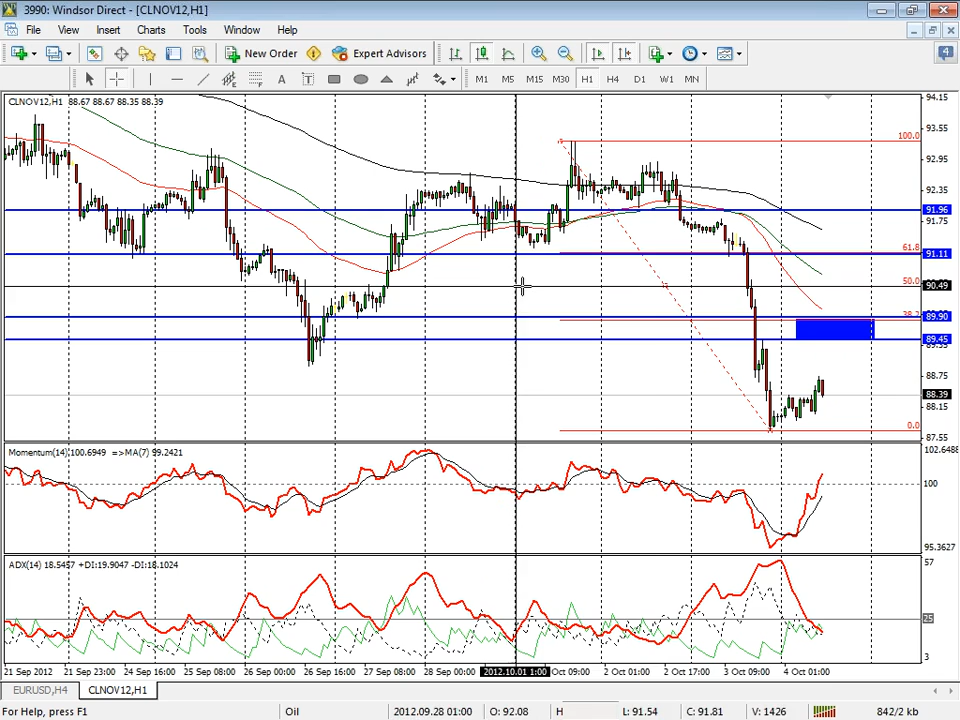 3990: Windsor Direct - [CLNOV12,H1]
File View Insert Charts Tools Window Help
New Order Expert Advisors 4
A T M1 M5 M15 M30 H1 H4 D1 W1 MN
CLNOV12,H1 88.67 88.67 88.35 88.39
94.15
100.0
93.55
92.95
92.35
91.96
91.75
61.8
91.11
50.0
90.49
38.2
89.90
89.45
88.75
88.39
88.15
0.0
87.55
Momentum(14) 100.6949 =>MA(7) 99.2421
102.6488
100
95.3627
ADX(14) 18.5457 +DI:19.9047 -DI:18.1024
57
25
3
21 Sep 2012 21 Sep 23:00 24 Sep 16:00 25 Sep 08:00 26 Sep 00:00 26 Sep 16:00 27 Sep 08:00 28 Sep 00:00 2012.10.01 1:00 Oct 09:00 2 Oct 01:00 2 Oct 17:00 3 Oct 09:00 4 Oct 01:00
EURUSD,H4 CLNOV12,H1
For Help, press F1 Oil 2012.09.28 01:00 O: 92.08 H L: 91.54 C: 91.81 V: 1426 842/2 kb